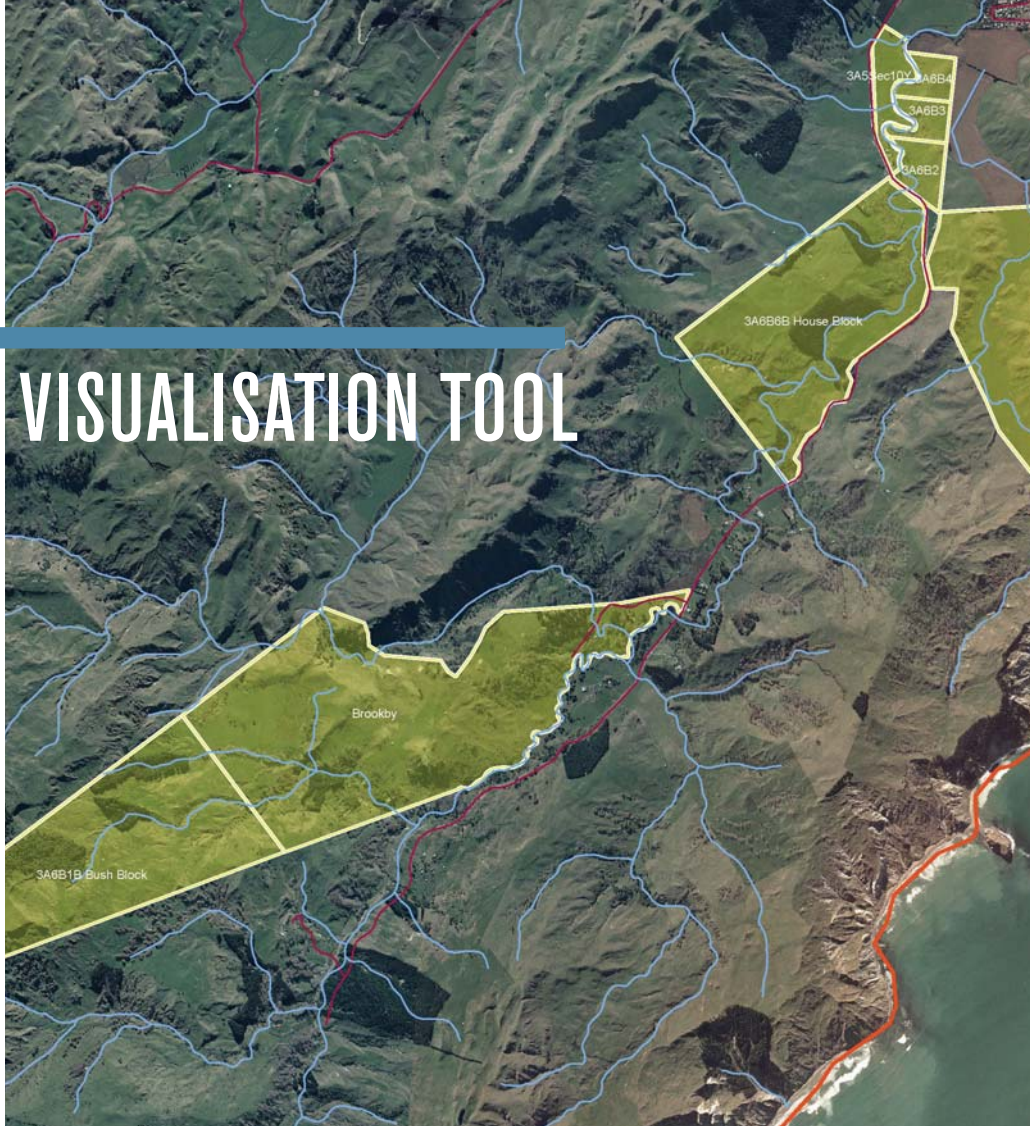 3A5Sec10Y 3A6B4
3A6B3
3A6B2
3A6B6B House Block
VISUALISATION TOOL
Brookby
3A6B1B Bush Block